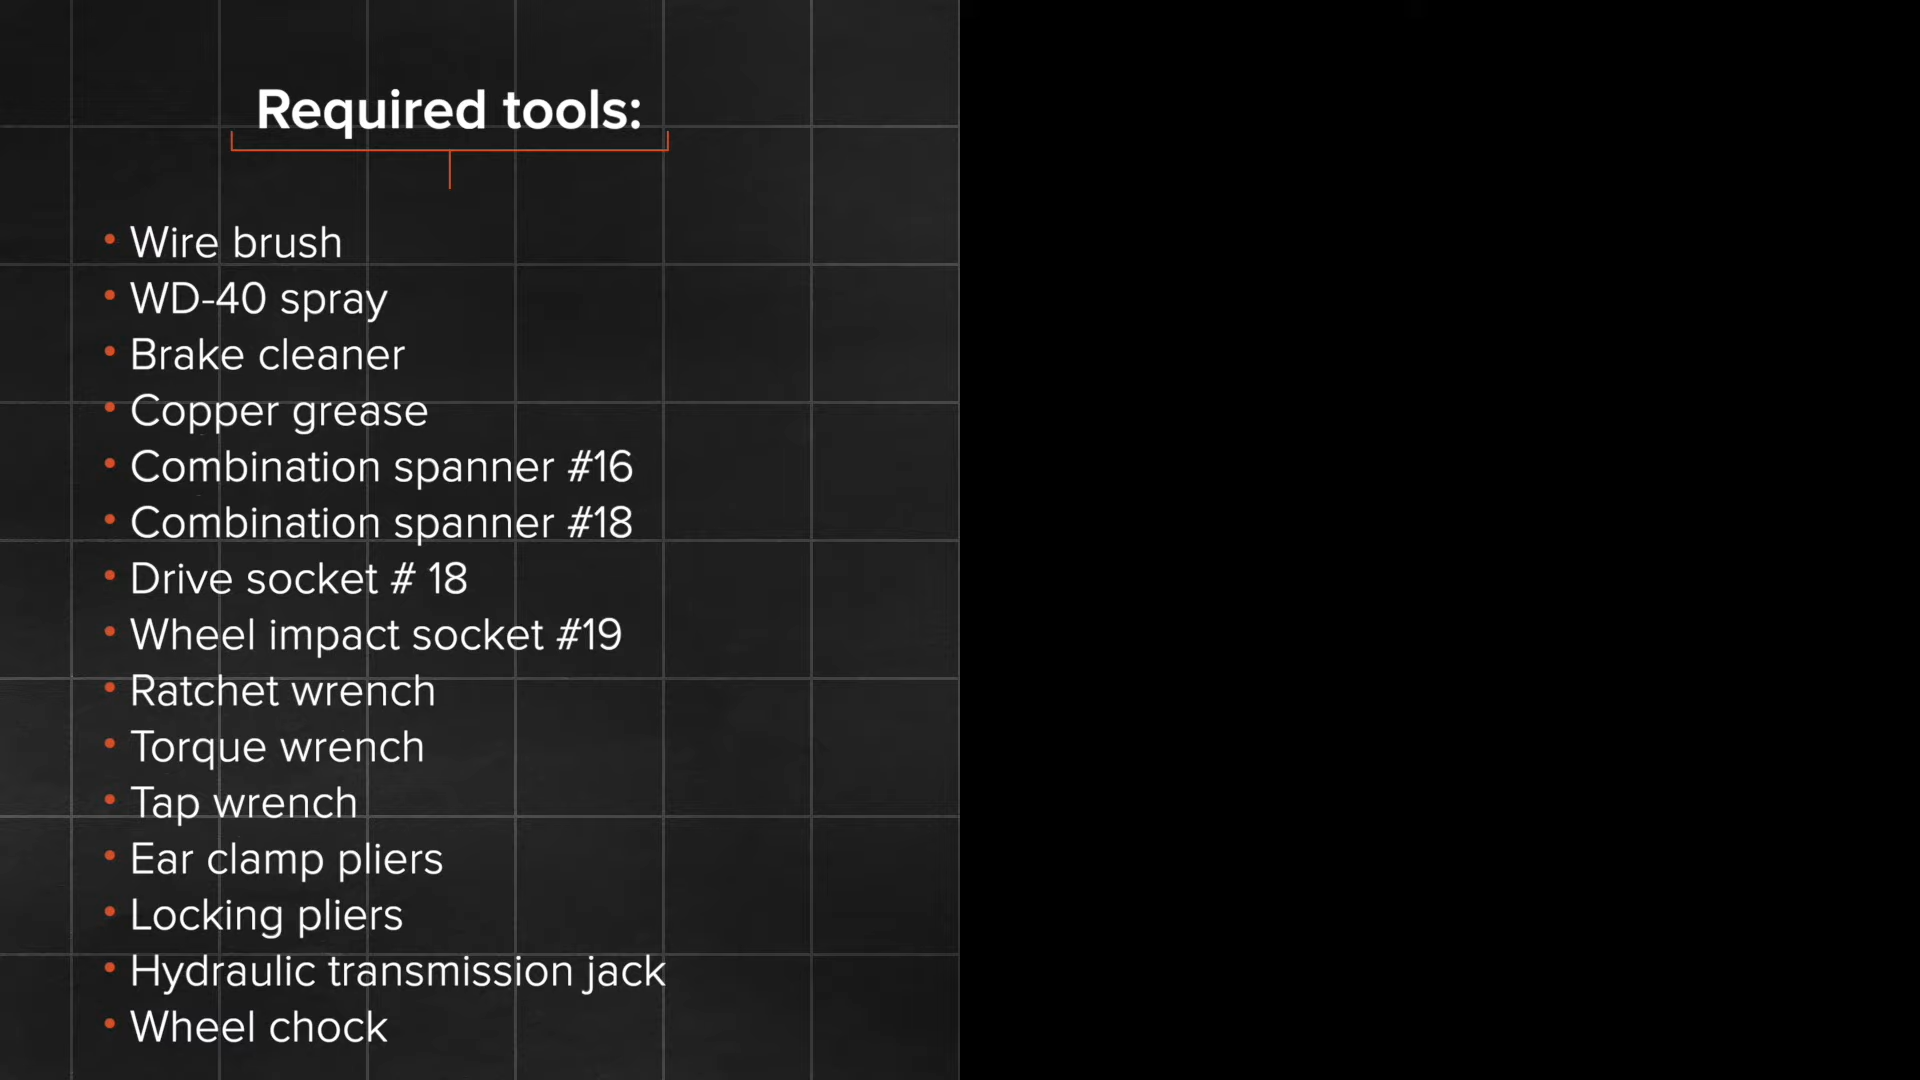 Required tools:
• Wire brush
• WD-40 spray
• Brake cleaner
• Copper grease
• Combination spanner #16
• Combination spanner #18
• Drive socket # 18
• Wheel impact socket #19
• Ratchet wrench
• Torque wrench
• Tap wrench
• Ear clamp pliers
• Locking pliers
• Hydraulic transmission jack
• Wheel chock